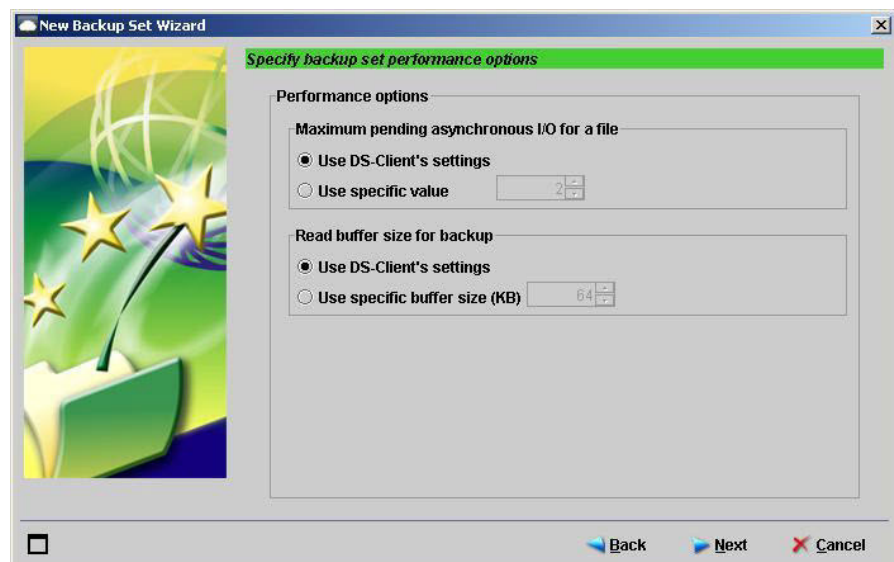 New Backup Set Wizard
Specify backup set performance options
Performance options
Maximum pending asynchronous I/O for a file
Use DS-Client's settings
Use specific value 2
Read buffer size for backup
Use DS-Client's settings
Use specific buffer size (KB) 64
Back Next Cancel